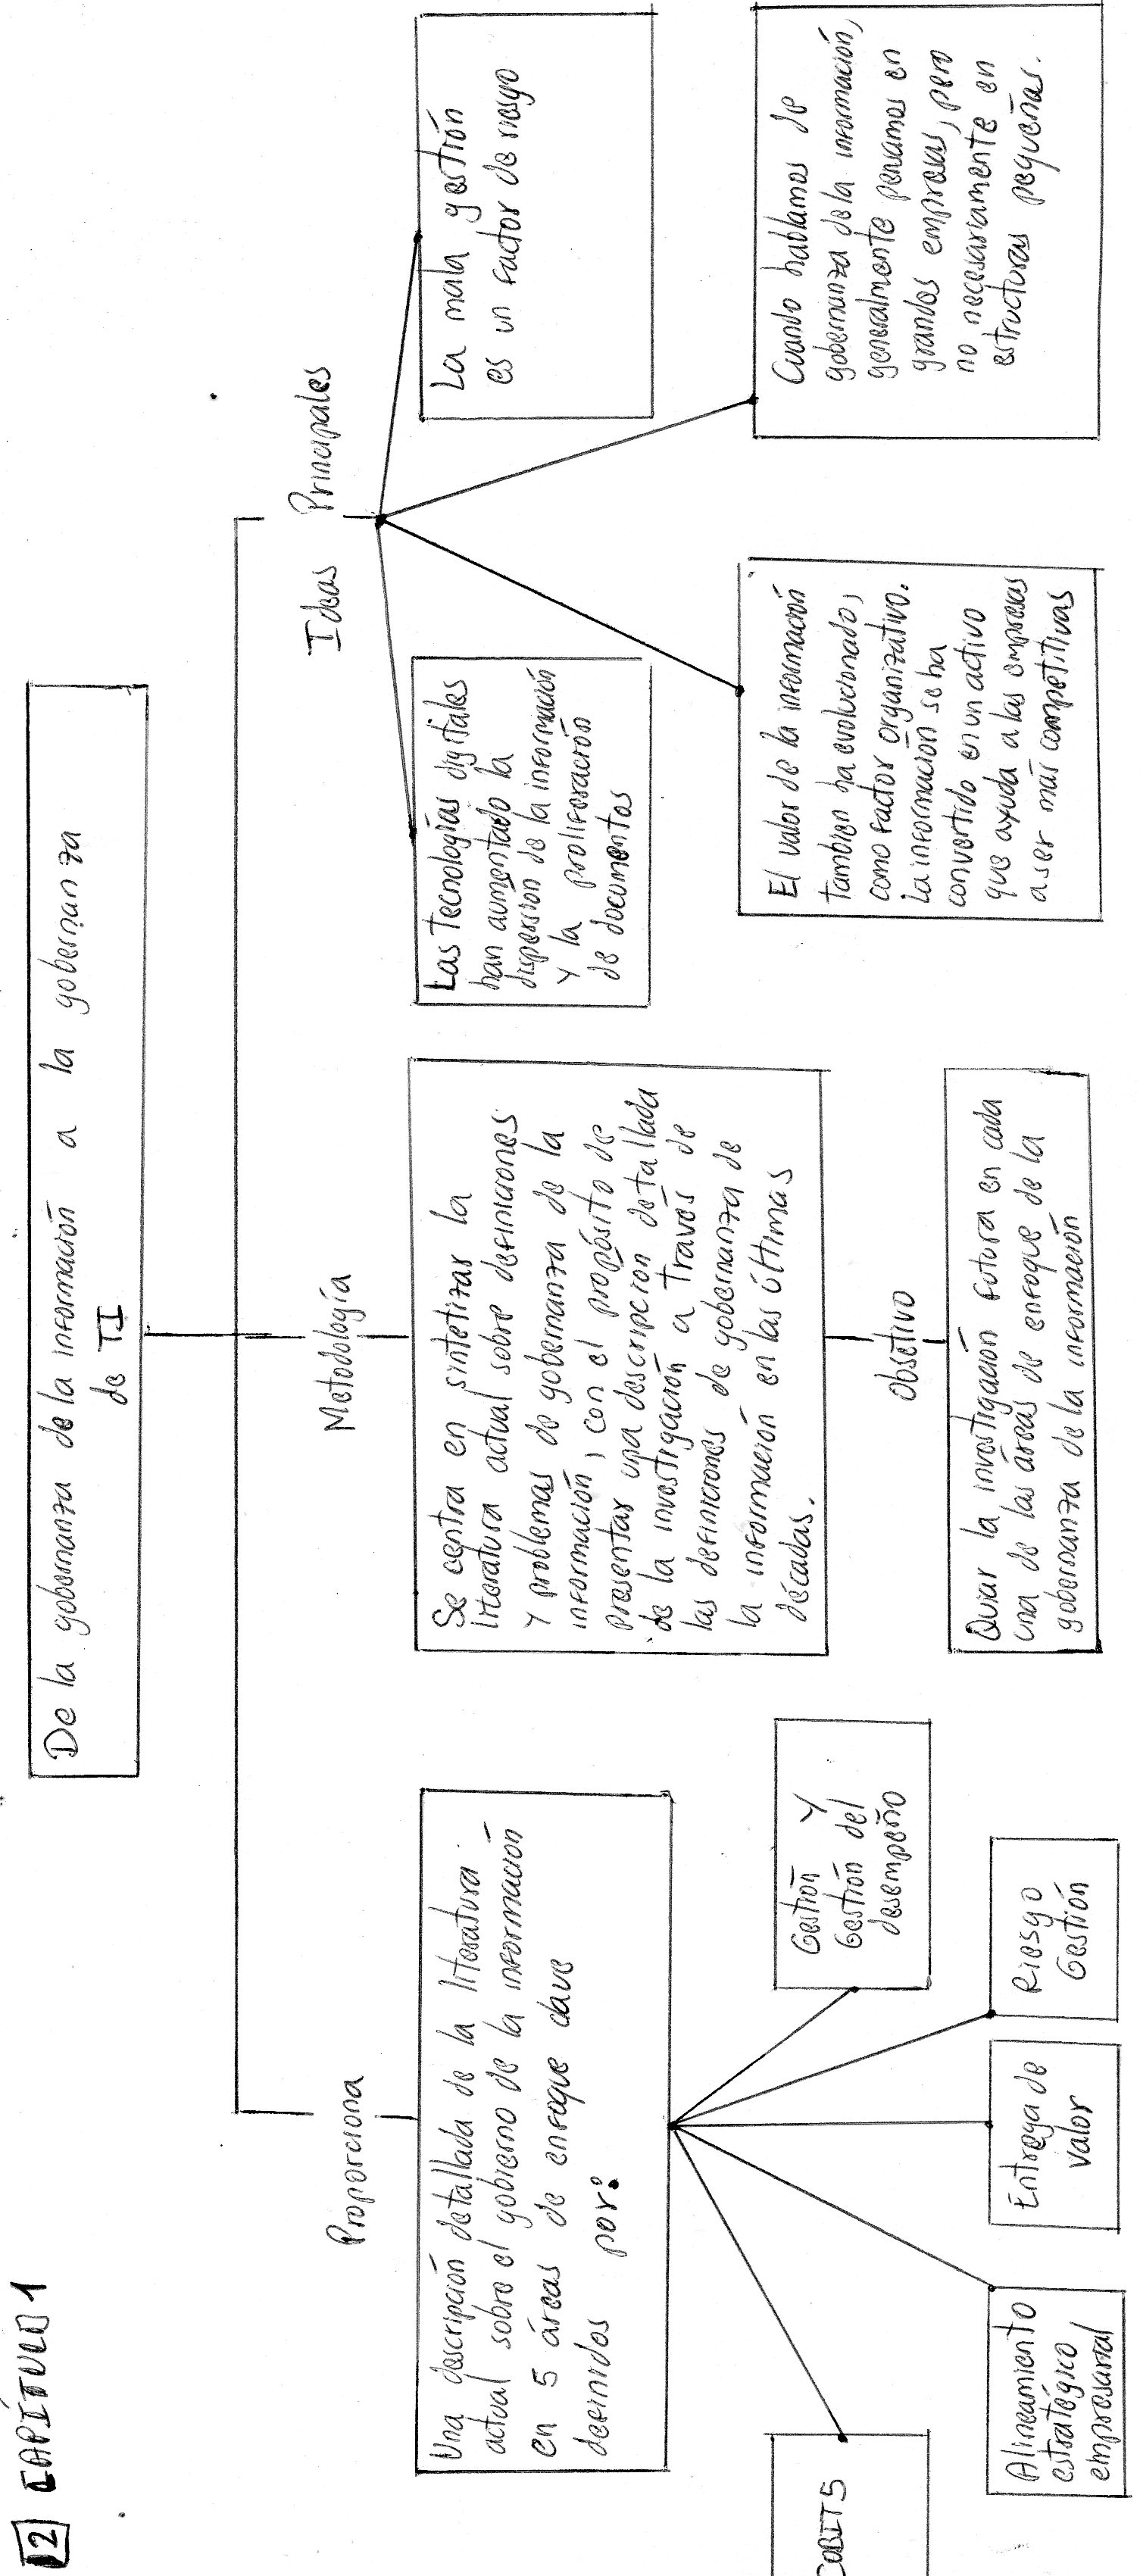 2 CAPÍTULO 1
De la gobernanza de la información a la gobernanza
de TI
Proporciona
Una descripción detallada de la literatura
actual sobre el gobierno de la información
en 5 áreas de enfoque clave
definidos por:
COBIT5
Alineamiento
estratégico
empresarial
Entrega de
valor
Riesgo
Gestión
Gestión y
Gestión del
desempeño
Metodología
Se centra en sintetizar la
literatura actual sobre definiciones
y problemas de gobernanza de la
información, con el propósito de
presentar una descripción detallada
de la investigación a través de
las definiciones de gobernanza de
la información en las últimas
décadas.
Objetivo
Guiar la investigación futura en cada
una de las áreas de enfoque de la
gobernanza de la información
Ideas Principales
Las tecnologías digitales
han aumentado la
dispersión de la información
y la proliferación
de documentos
El valor de la información
también ha evolucionado,
como factor organizativo.
La información se ha
convertido en un activo
que ayuda a las empresas
a ser más competitivas
Cuando hablamos de
gobernanza de la información,
generalmente pensamos en
grandes empresas, pero
no necesariamente en
estructuras pequeñas.
La mala gestión
es un factor de riesgo